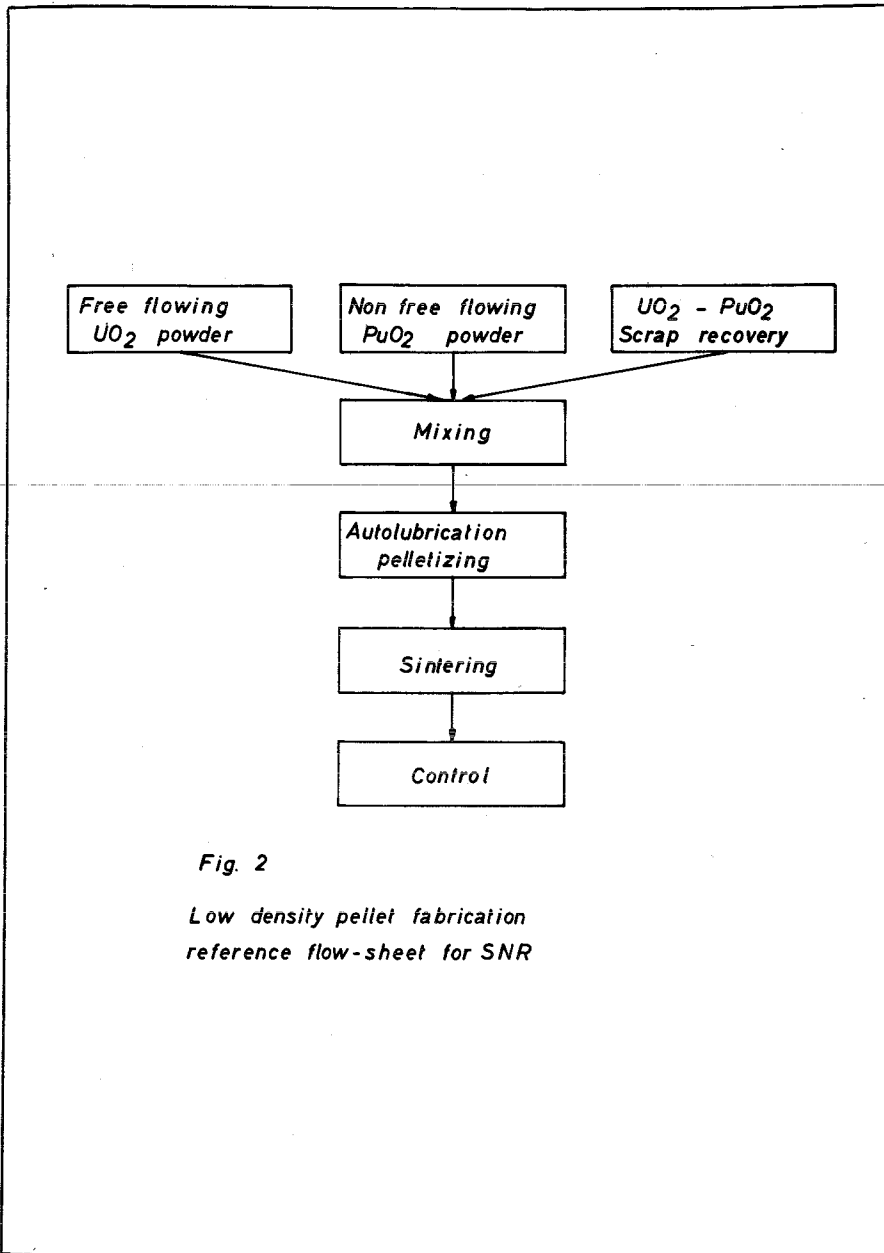 Free flowing
UO2 powder
Non free flowing
PuO2 powder
UO2 - PuO2
Scrap recovery
Mixing
Autolubrication
pelletizing
Sintering
Control
Fig. 2
Low density pellet fabrication
reference flow-sheet for SNR